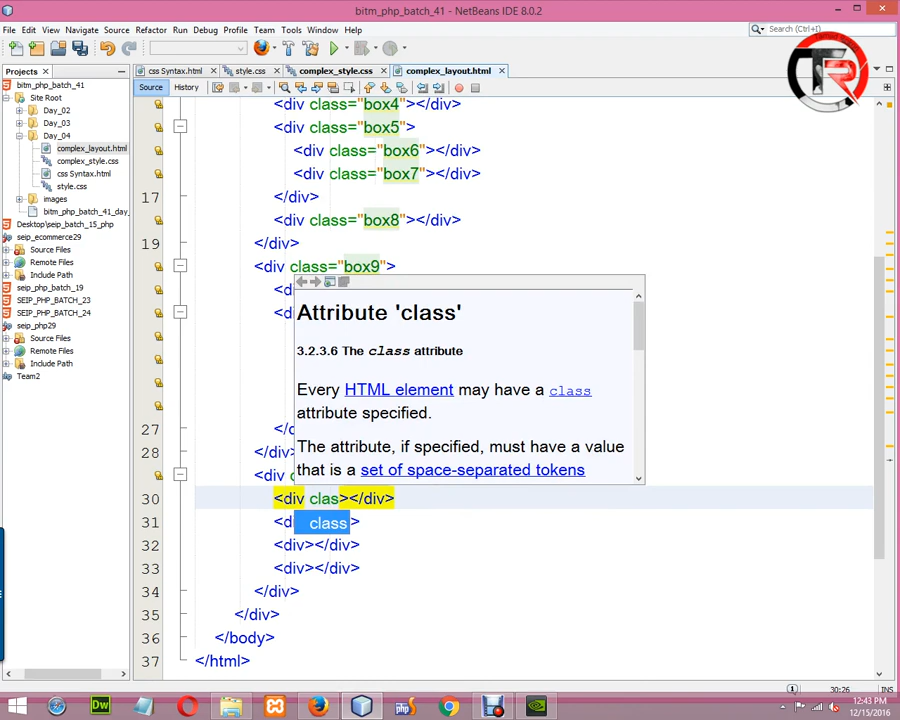 bitm_php_batch_41 - NetBeans IDE 8.0.2
File Edit View Navigate Source Refactor Run Debug Profile Team Tools Window Help
Search (Ctrl+I)
Projects
css Syntax.html style.css complex_style.css complex_layout.html
Source History
bitm_php_batch_41
Site Root
Day_02
Day_03
Day_04
complex_layout.html
complex_style.css
css Syntax.html
style.css
images
bitm_php_batch_41_day_
Desktop\seip_batch_15_php
seip_ecommerce29
Source Files
Remote Files
Include Path
seip_php_batch_19
SEIP_PHP_BATCH_23
SEIP_PHP_BATCH_24
seip_php29
Source Files
Remote Files
Include Path
Team2
<div class="box4"></div>
<div class="box5">
<div class="box6"></div>
<div class="box7"></div>
17 </div>
<div class="box8"></div>
19 </div>
<div class="box9">
<d
<d
Attribute 'class'
3.2.3.6 The class attribute
Every HTML element may have a class
attribute specified.
The attribute, if specified, must have a value
that is a set of space-separated tokens
27 </
28 </div>
<div c
30 <div clas></div>
31 <d class >
32 <div></div>
33 <div></div>
34 </div>
35 </div>
36 </body>
37 </html>
1 30:26 INS
Dw php
12:43 PM
12/15/2016